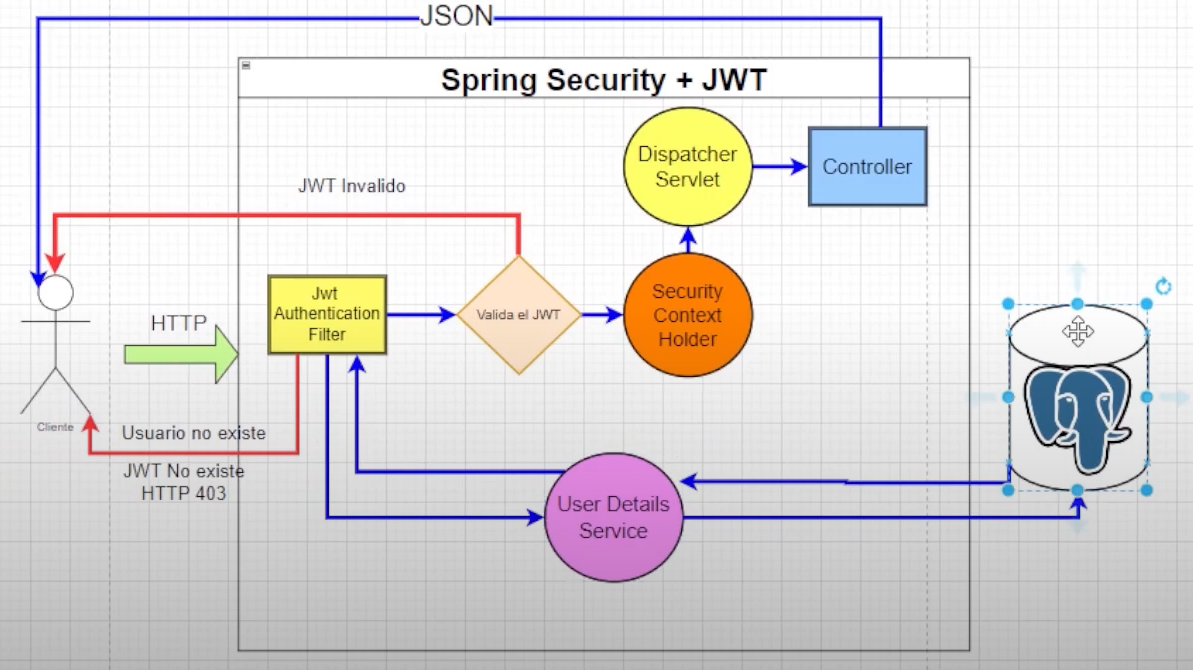 JSON
Spring Security + JWT
Dispatcher
Servlet
Controller
JWT Invalido
HTTP
Jwt
Authentication
Filter
Valida el JWT
Security
Context
Holder
Cliente
Usuario no existe
JWT No existe
HTTP 403
User Details
Service